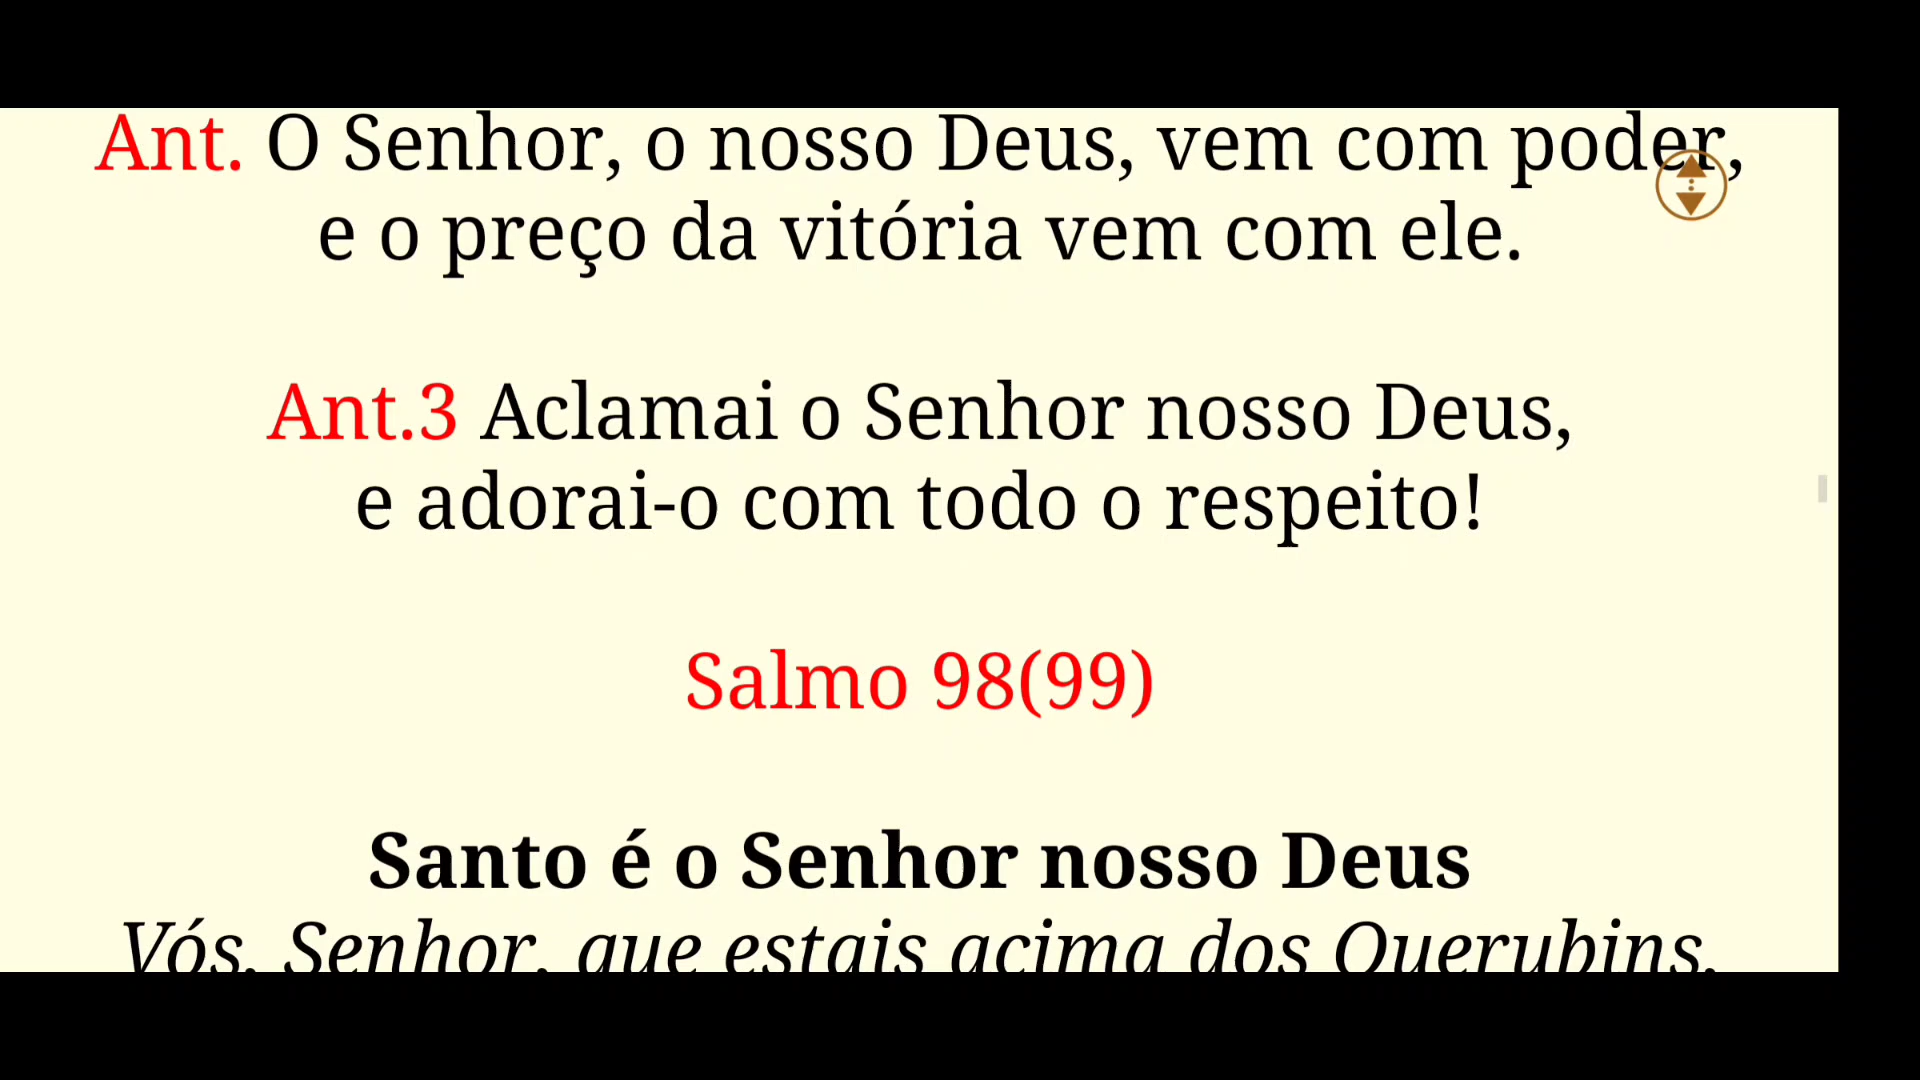 Ant. O Senhor, o nosso Deus, vem com poder,
e o preço da vitória vem com ele.
Ant.3 Aclamai o Senhor nosso Deus,
e adorai-o com todo o respeito!
Salmo 98(99)
Santo é o Senhor nosso Deus
Vós, Senhor, que estais acima dos Querubins,